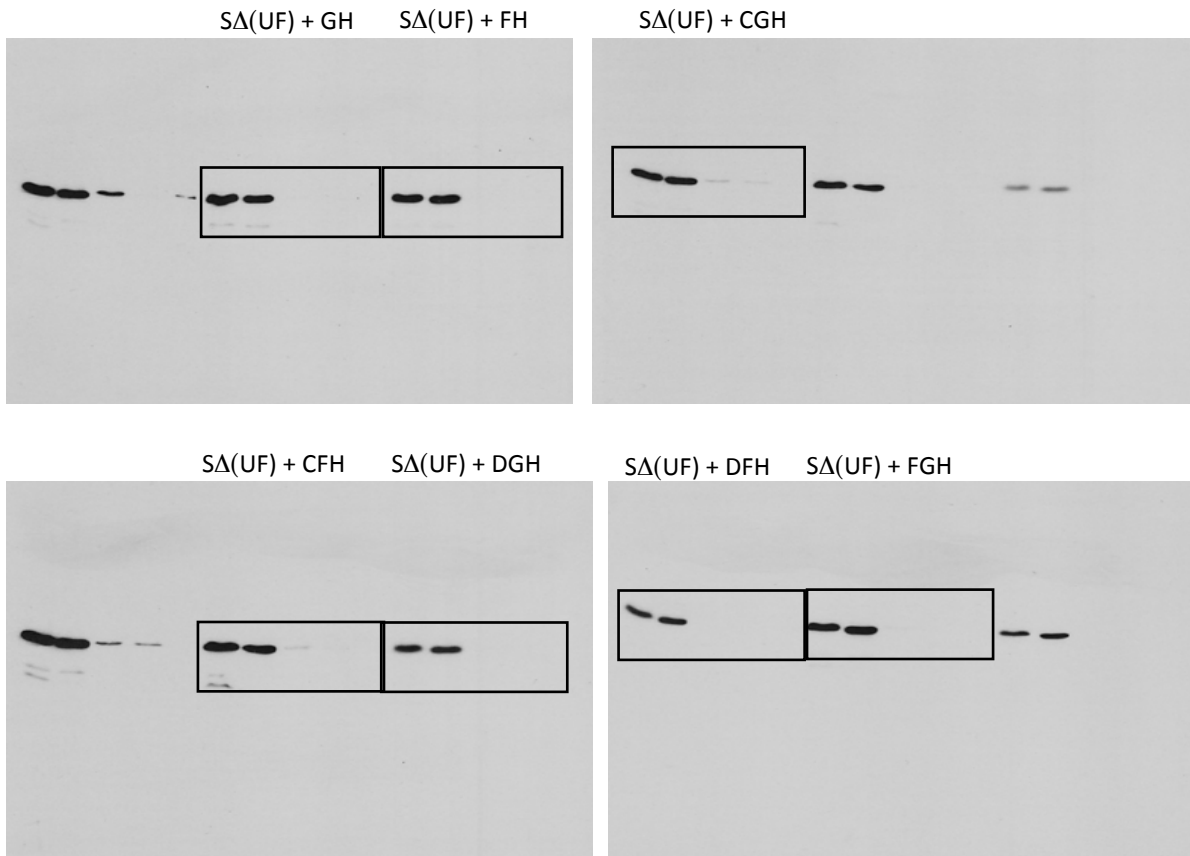 SΔ(UF) + GH
SΔ(UF) + FH
SΔ(UF) + CGH
SΔ(UF) + CFH
SΔ(UF) + DGH
SΔ(UF) + DFH
SΔ(UF) + FGH